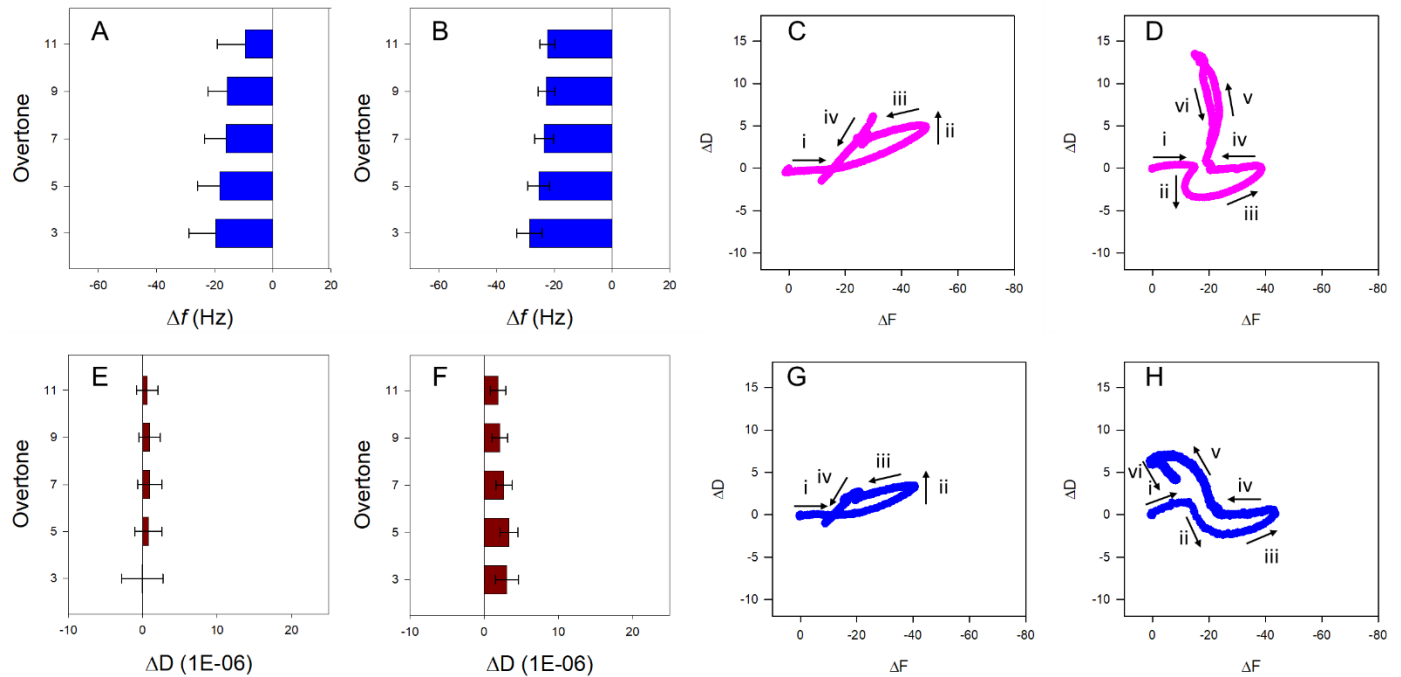 A
Overtone
11
9
7
5
3
-60 -40 -20 0 20
Δf (Hz)
B
Overtone
11
9
7
5
3
-60 -40 -20 0 20
Δf (Hz)
C
ΔD
15
10
5
0
-5
-10
i
iv
iii
ii
0 -20 -40 -60 -80
ΔF
D
ΔD
15
10
5
0
-5
-10
vi
v
i
iv
ii
iii
0 -20 -40 -60 -80
ΔF
E
Overtone
11
9
7
5
3
-10 0 10 20
ΔD (1E-06)
F
Overtone
11
9
7
5
3
-10 0 10 20
ΔD (1E-06)
G
ΔD
15
10
5
0
-5
-10
i
iv
iii
ii
0 -20 -40 -60 -80
ΔF
H
ΔD
15
10
5
0
-5
-10
vi
v
i
iv
ii
iii
0 -20 -40 -60 -80
ΔF